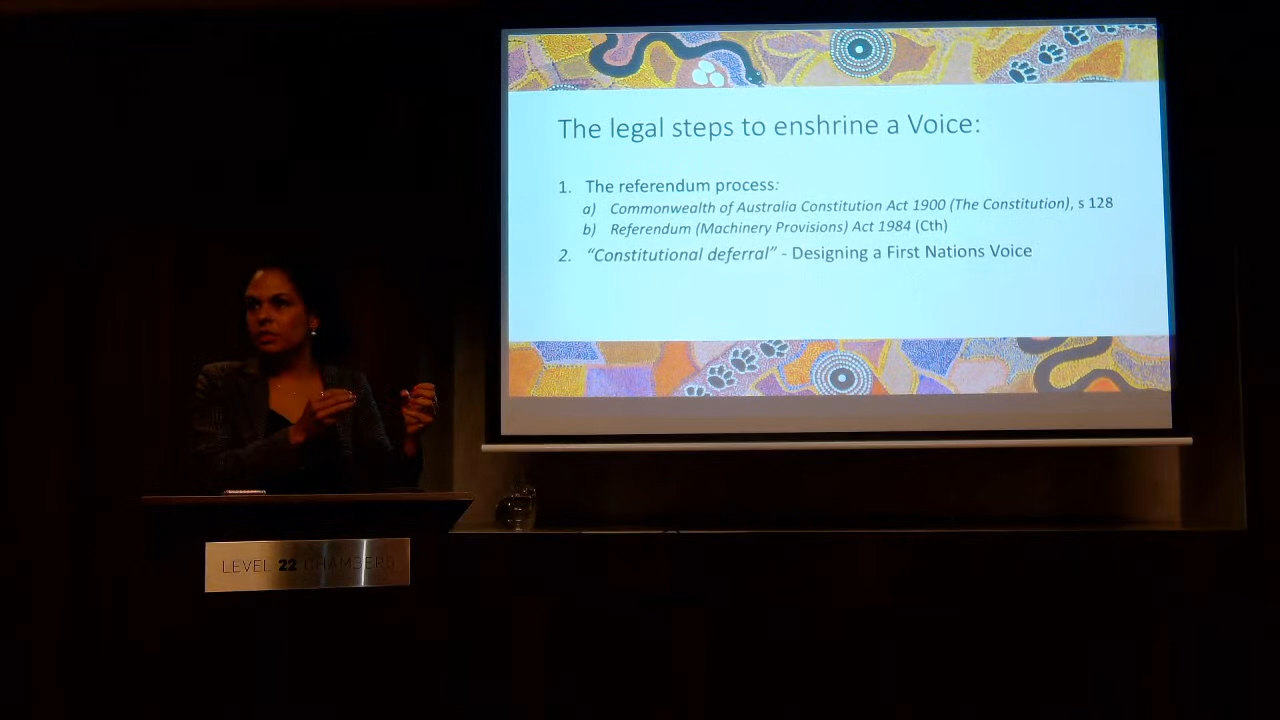 The legal steps to enshrine a Voice:
1. The referendum process:
a) Commonwealth of Australia Constitution Act 1900 (The Constitution), s 128
b) Referendum (Machinery Provisions) Act 1984 (Cth)
2. “Constitutional deferral” - Designing a First Nations Voice
LEVEL 22 CHAMBERS